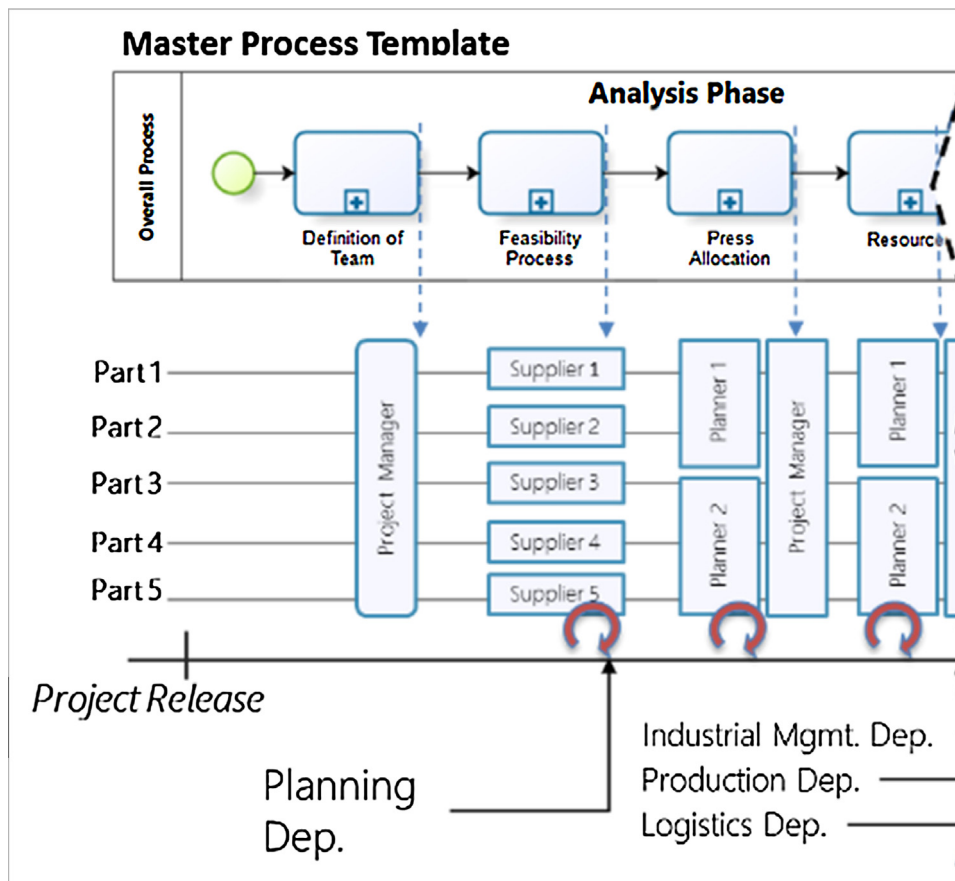 Master Process Template
Analysis Phase
Overall Process
Definition of
Team
Feasibility
Process
Press
Allocation
Resource
Part 1
Part 2
Part 3
Part 4
Part 5
Project Manager
Supplier 1
Supplier 2
Supplier 3
Supplier 4
Supplier 5
Planner 1
Planner 2
Project Manager
Planner 1
Planner 2
Project Release
Planning
Dep.
Industrial Mgmt. Dep.
Production Dep.
Logistics Dep.